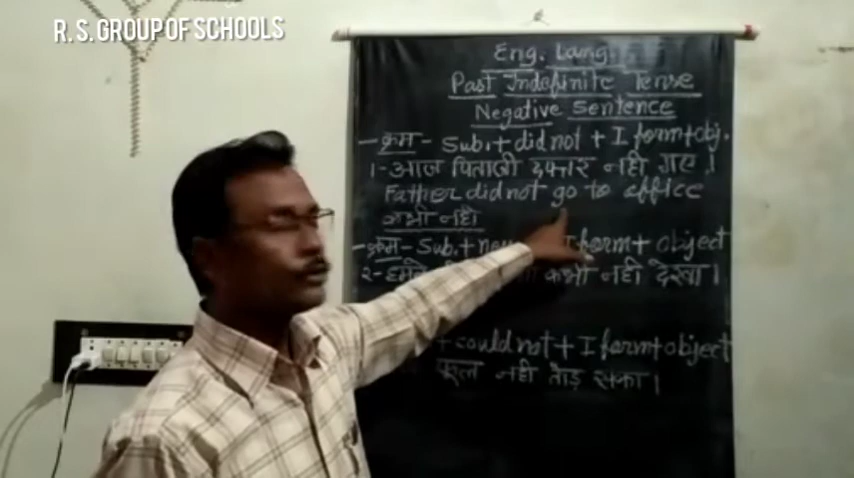 R. S. GROUP OF SCHOOLS
Eng. Lang.
Past Indefinite Tense
Negative Sentence
- क्रम - Sub. + did not + I form + obj.
1 - आज पिताजी दफ्तर नही गए ।
Father did not go to office
कभी नही
- क्रम - Sub. + I form + object
२ - हमने कभी नही देखा ।
+ could not + I form + object
फूल नही तोड़ सका ।